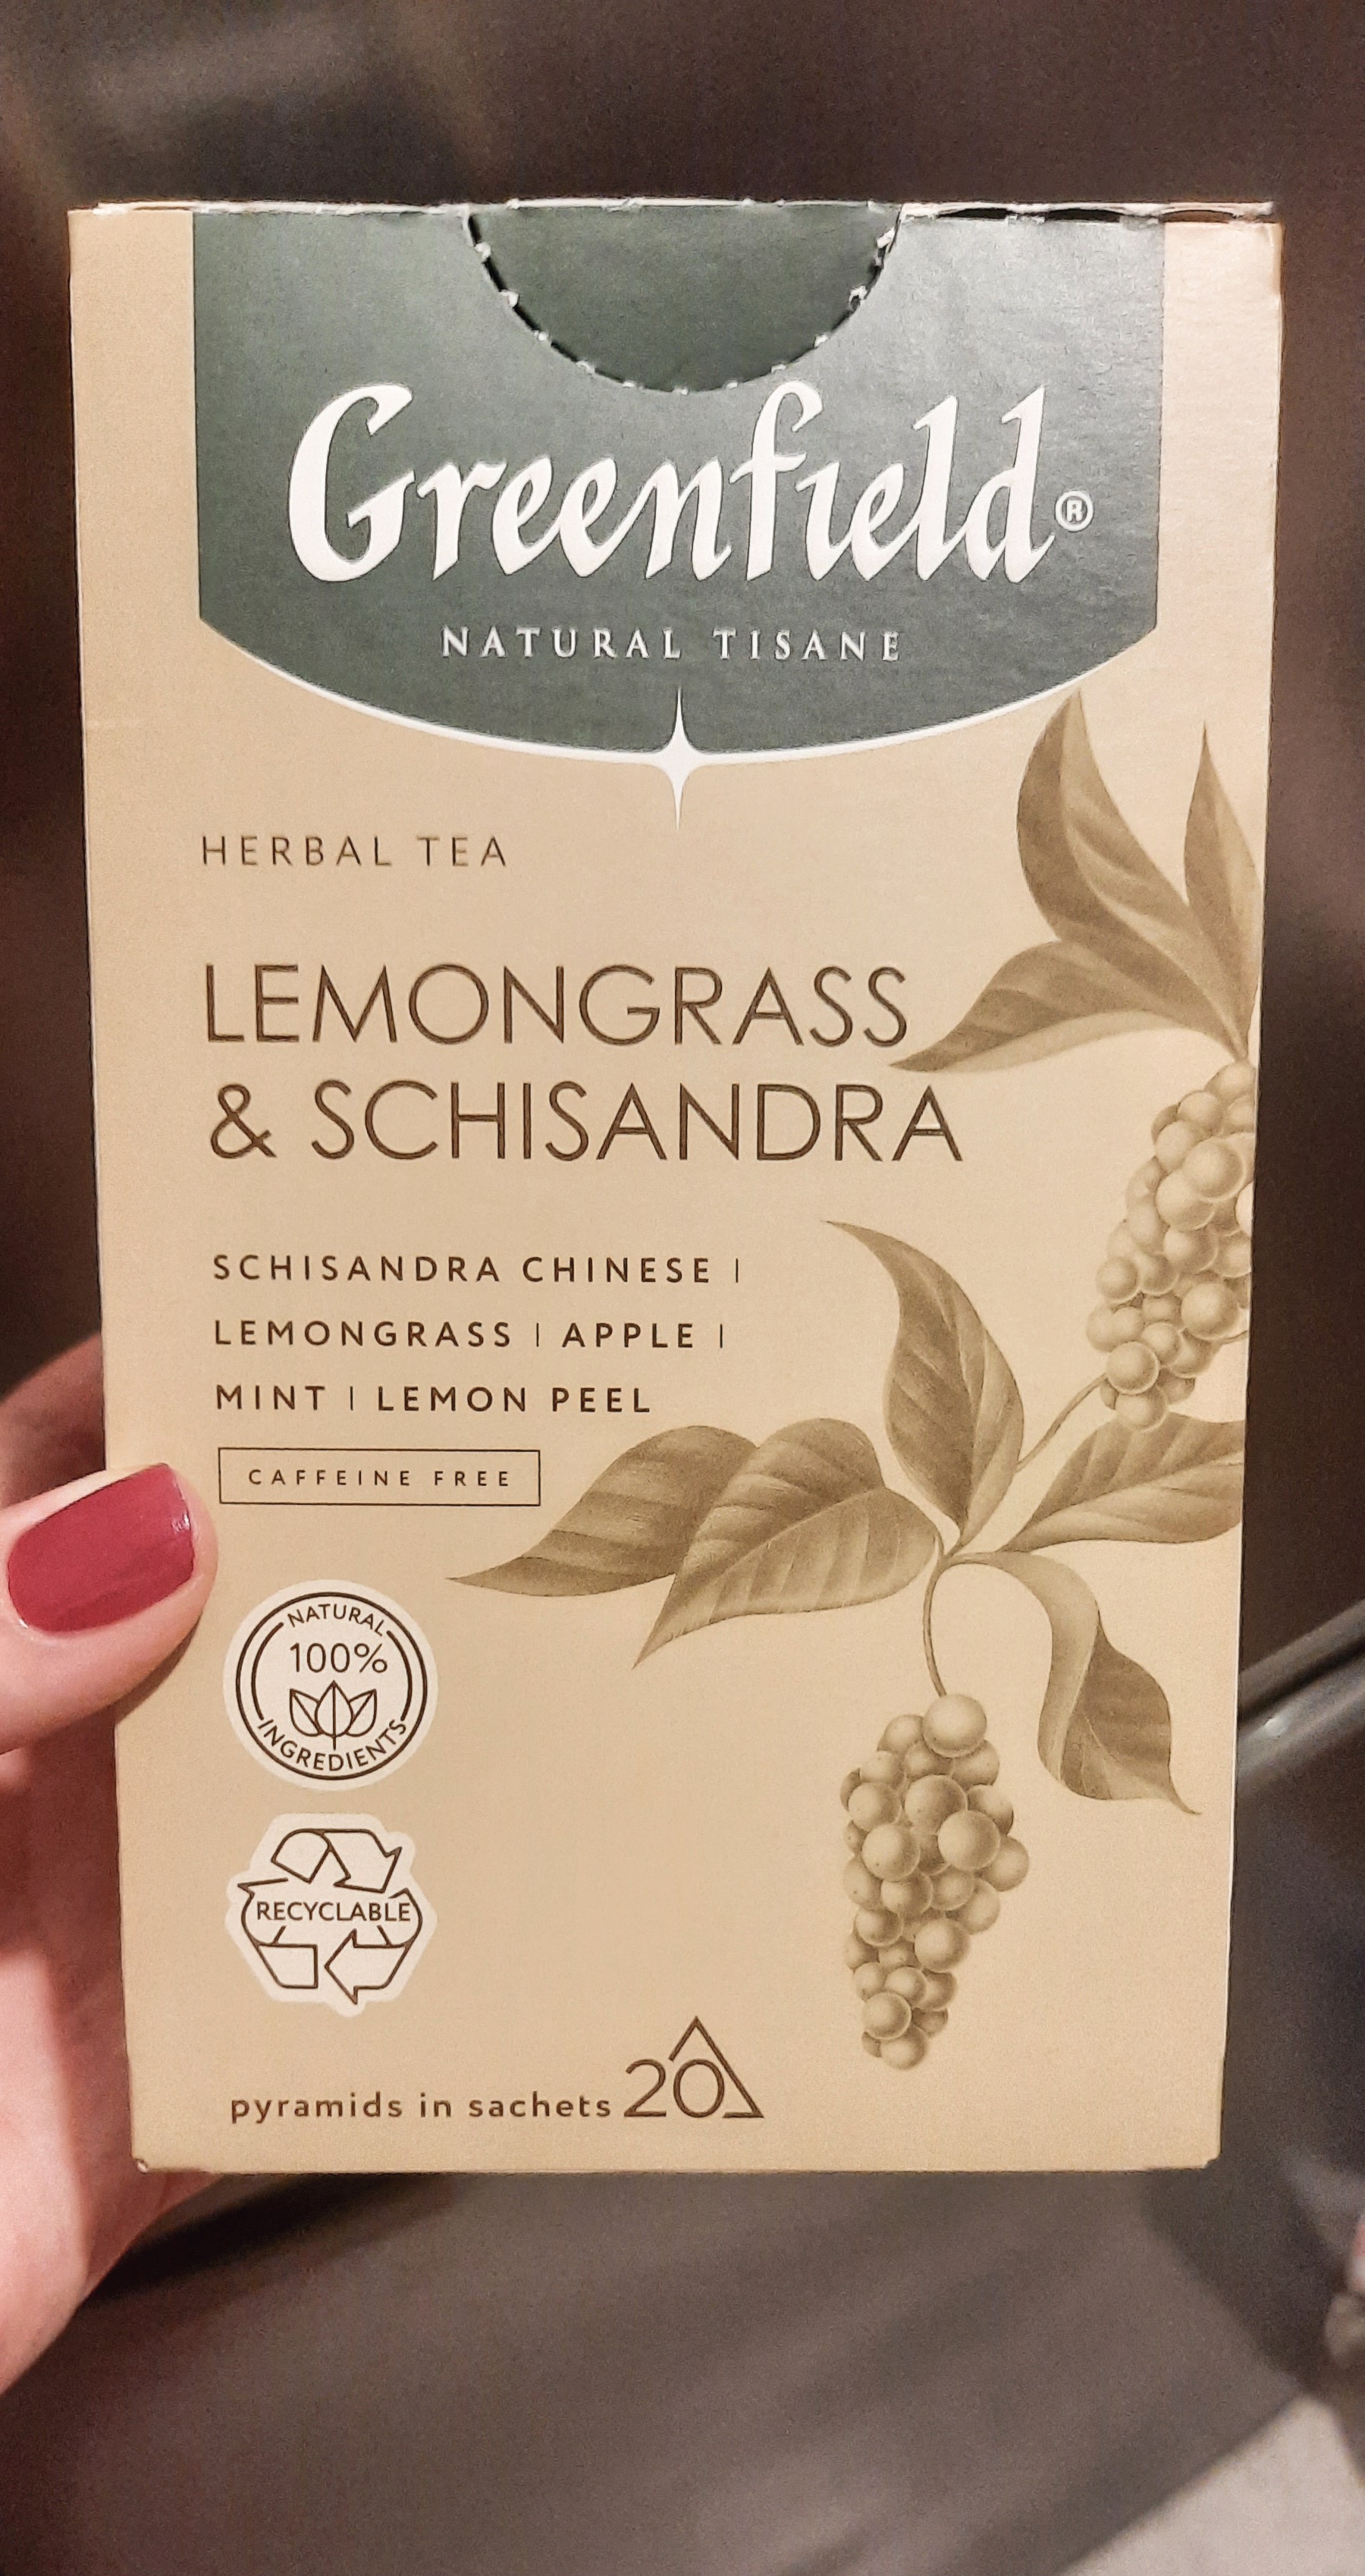 Greenfield®
NATURAL TISANE
HERBAL TEA
LEMONGRASS
& SCHISANDRA
SCHISANDRA CHINESE |
LEMONGRASS | APPLE |
MINT | LEMON PEEL
CAFFEINE FREE
NATURAL
100%
INGREDIENTS
RECYCLABLE
pyramids in sachets 20